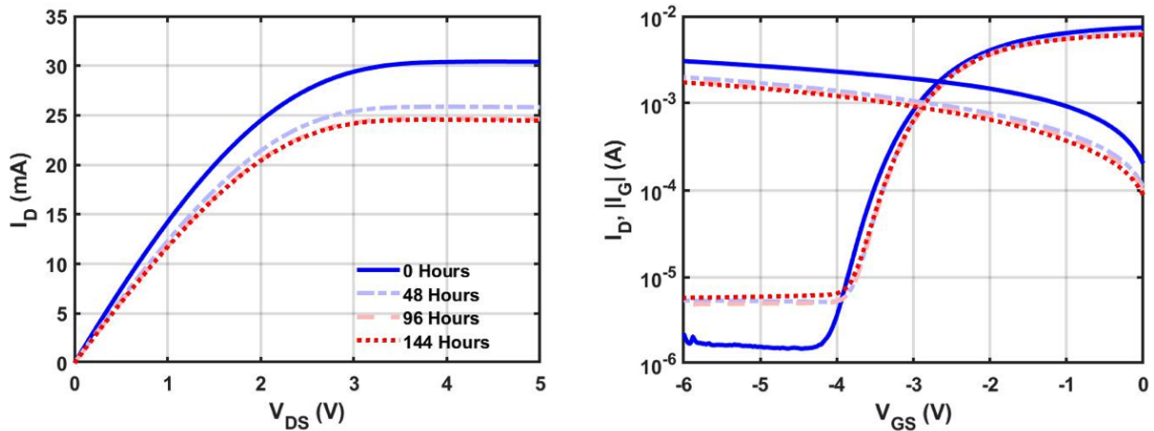 35
30
25
20
15
10
5
0
I_D (mA)
0 1 2 3 4 5
V_DS (V)
0 Hours
48 Hours
96 Hours
144 Hours
10^-2
10^-3
10^-4
10^-5
10^-6
I_D, ||_G| (A)
-6 -5 -4 -3 -2 -1 0
V_GS (V)